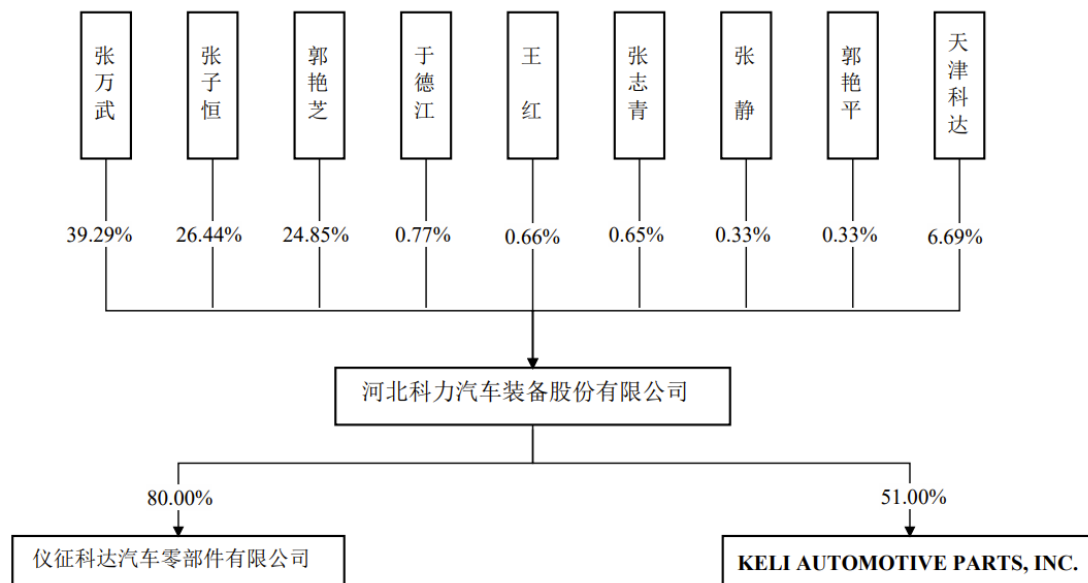 张万武
张子恒
郭艳芝
于德江
王 红
张志青
张 静
郭艳平
天津科达
39.29%
26.44%
24.85%
0.77%
0.66%
0.65%
0.33%
0.33%
6.69%
河北科力汽车装备股份有限公司
80.00%
51.00%
仪征科达汽车零部件有限公司
KELI AUTOMOTIVE PARTS, INC.